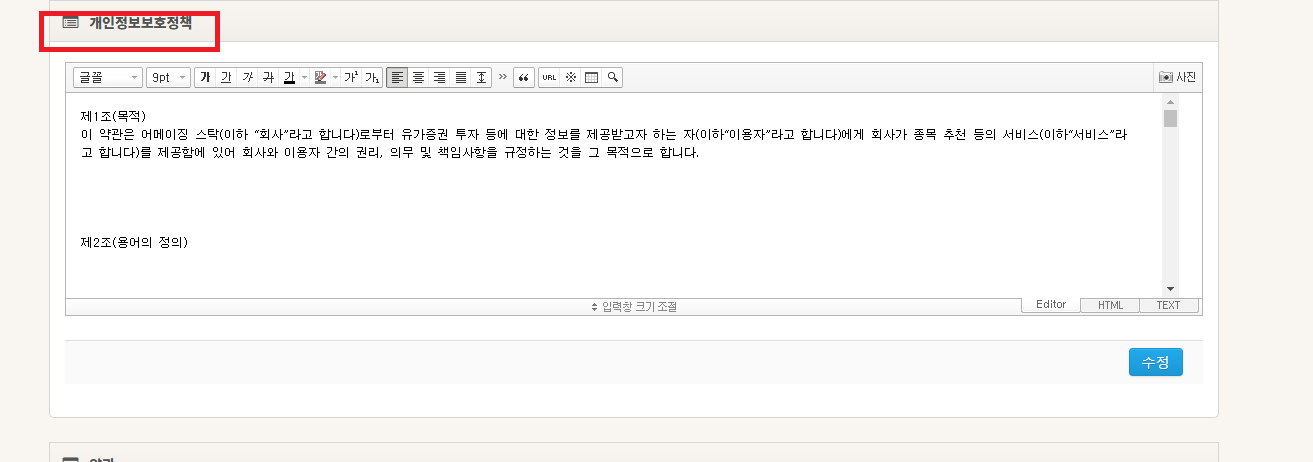 개인정보보호정책
글꼴 9pt 가 가 가 가 가 가 가² 가₁ » “ URL ※ 사진
제1조(목적)
이 약관은 어메이징 스탁(이하 “회사”라고 합니다)로부터 유가증권 투자 등에 대한 정보를 제공받고자 하는 자(이하“이용자”라고 합니다)에게 회사가 종목 추천 등의 서비스(이하“서비스”라
고 합니다)를 제공함에 있어 회사와 이용자 간의 권리, 의무 및 책임사항을 규정하는 것을 그 목적으로 합니다.
제2조(용어의 정의)
입력창 크기 조절
Editor HTML TEXT
수정